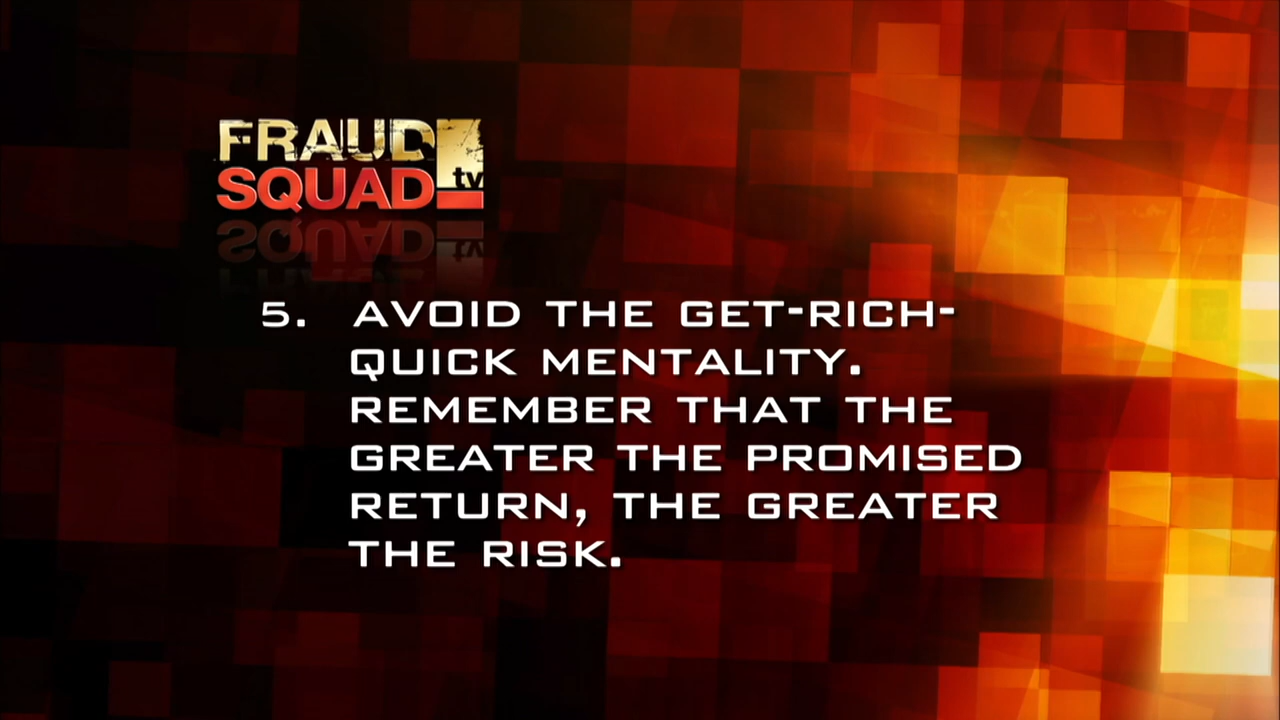 FRAUD
SQUAD tv
5. AVOID THE GET-RICH-
QUICK MENTALITY.
REMEMBER THAT THE
GREATER THE PROMISED
RETURN, THE GREATER
THE RISK.